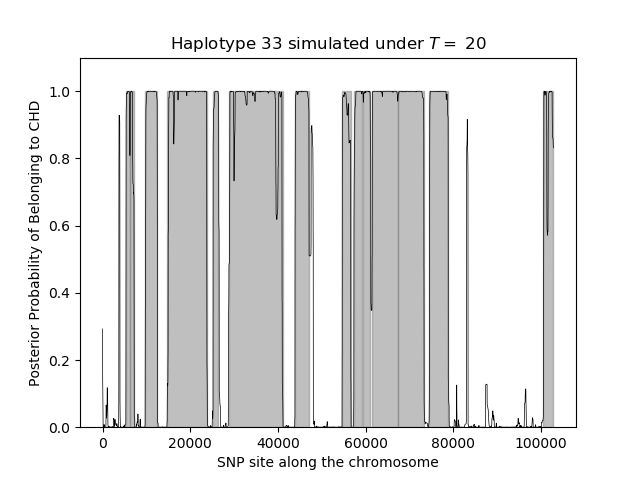 Haplotype 33 simulated under T = 20
Posterior Probability of Belonging to CHD
1.0
0.8
0.6
0.4
0.2
0.0
0 20000 40000 60000 80000 100000
SNP site along the chromosome